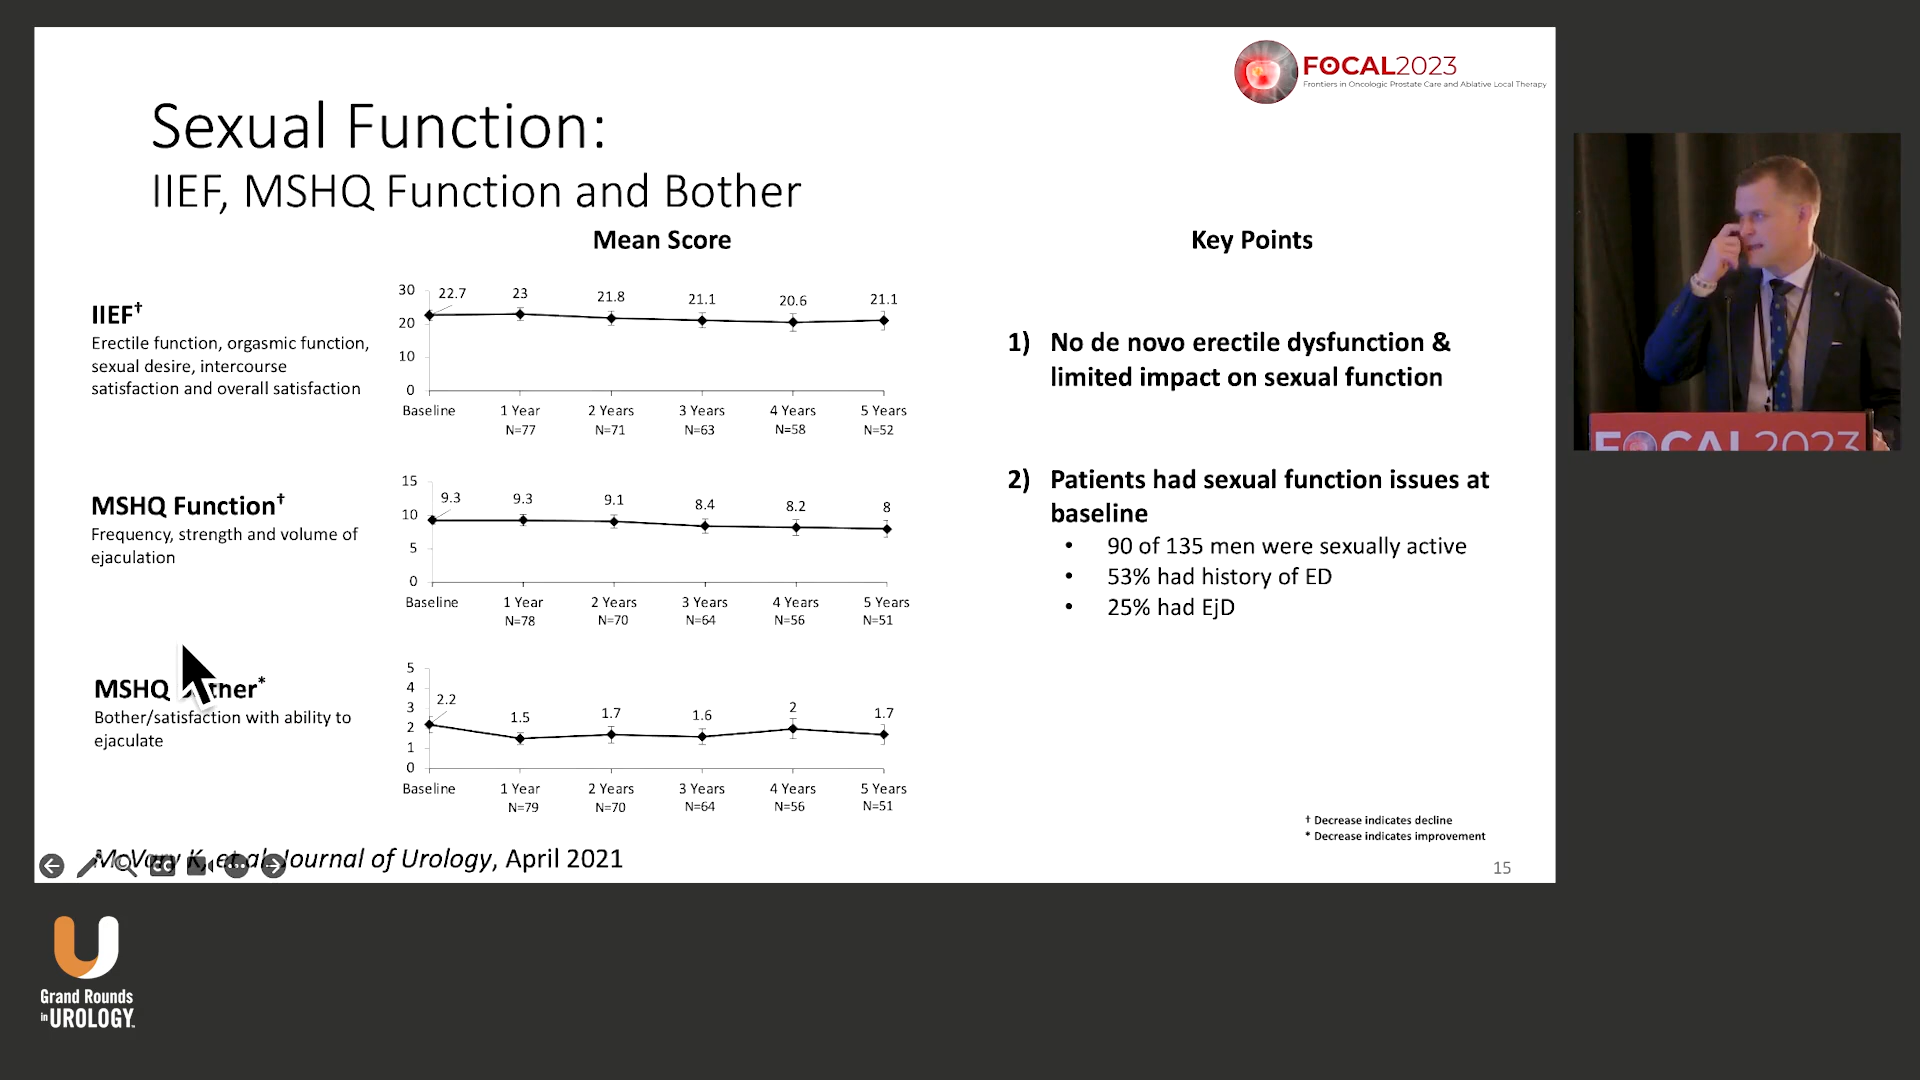 FOCAL2023
Frontiers in Oncologic Prostate Care and Ablative Local Therapy
Sexual Function:
IIEF, MSHQ Function and Bother
Mean Score
Key Points
IIEF†
Erectile function, orgasmic function,
sexual desire, intercourse
satisfaction and overall satisfaction
30
20
10
0
22.7 23 21.8 21.1 20.6 21.1
Baseline 1 Year 2 Years 3 Years 4 Years 5 Years
N=77 N=71 N=63 N=58 N=52
MSHQ Function†
Frequency, strength and volume of
ejaculation
15
10
5
0
9.3 9.3 9.1 8.4 8.2 8
Baseline 1 Year 2 Years 3 Years 4 Years 5 Years
N=78 N=70 N=64 N=56 N=51
MSHQ
Bother/satisfaction with ability to
ejaculate
5
4
3
2
1
0
2.2 1.5 1.7 1.6 2 1.7
Baseline 1 Year 2 Years 3 Years 4 Years 5 Years
N=79 N=70 N=64 N=56 N=51
1) No de novo erectile dysfunction &
limited impact on sexual function
2) Patients had sexual function issues at
baseline
• 90 of 135 men were sexually active
• 53% had history of ED
• 25% had EjD
† Decrease indicates decline
* Decrease indicates improvement
McVary K, et al. Journal of Urology, April 2021
CC
15
FOCAL 2023
Grand Rounds
in UROLOGY